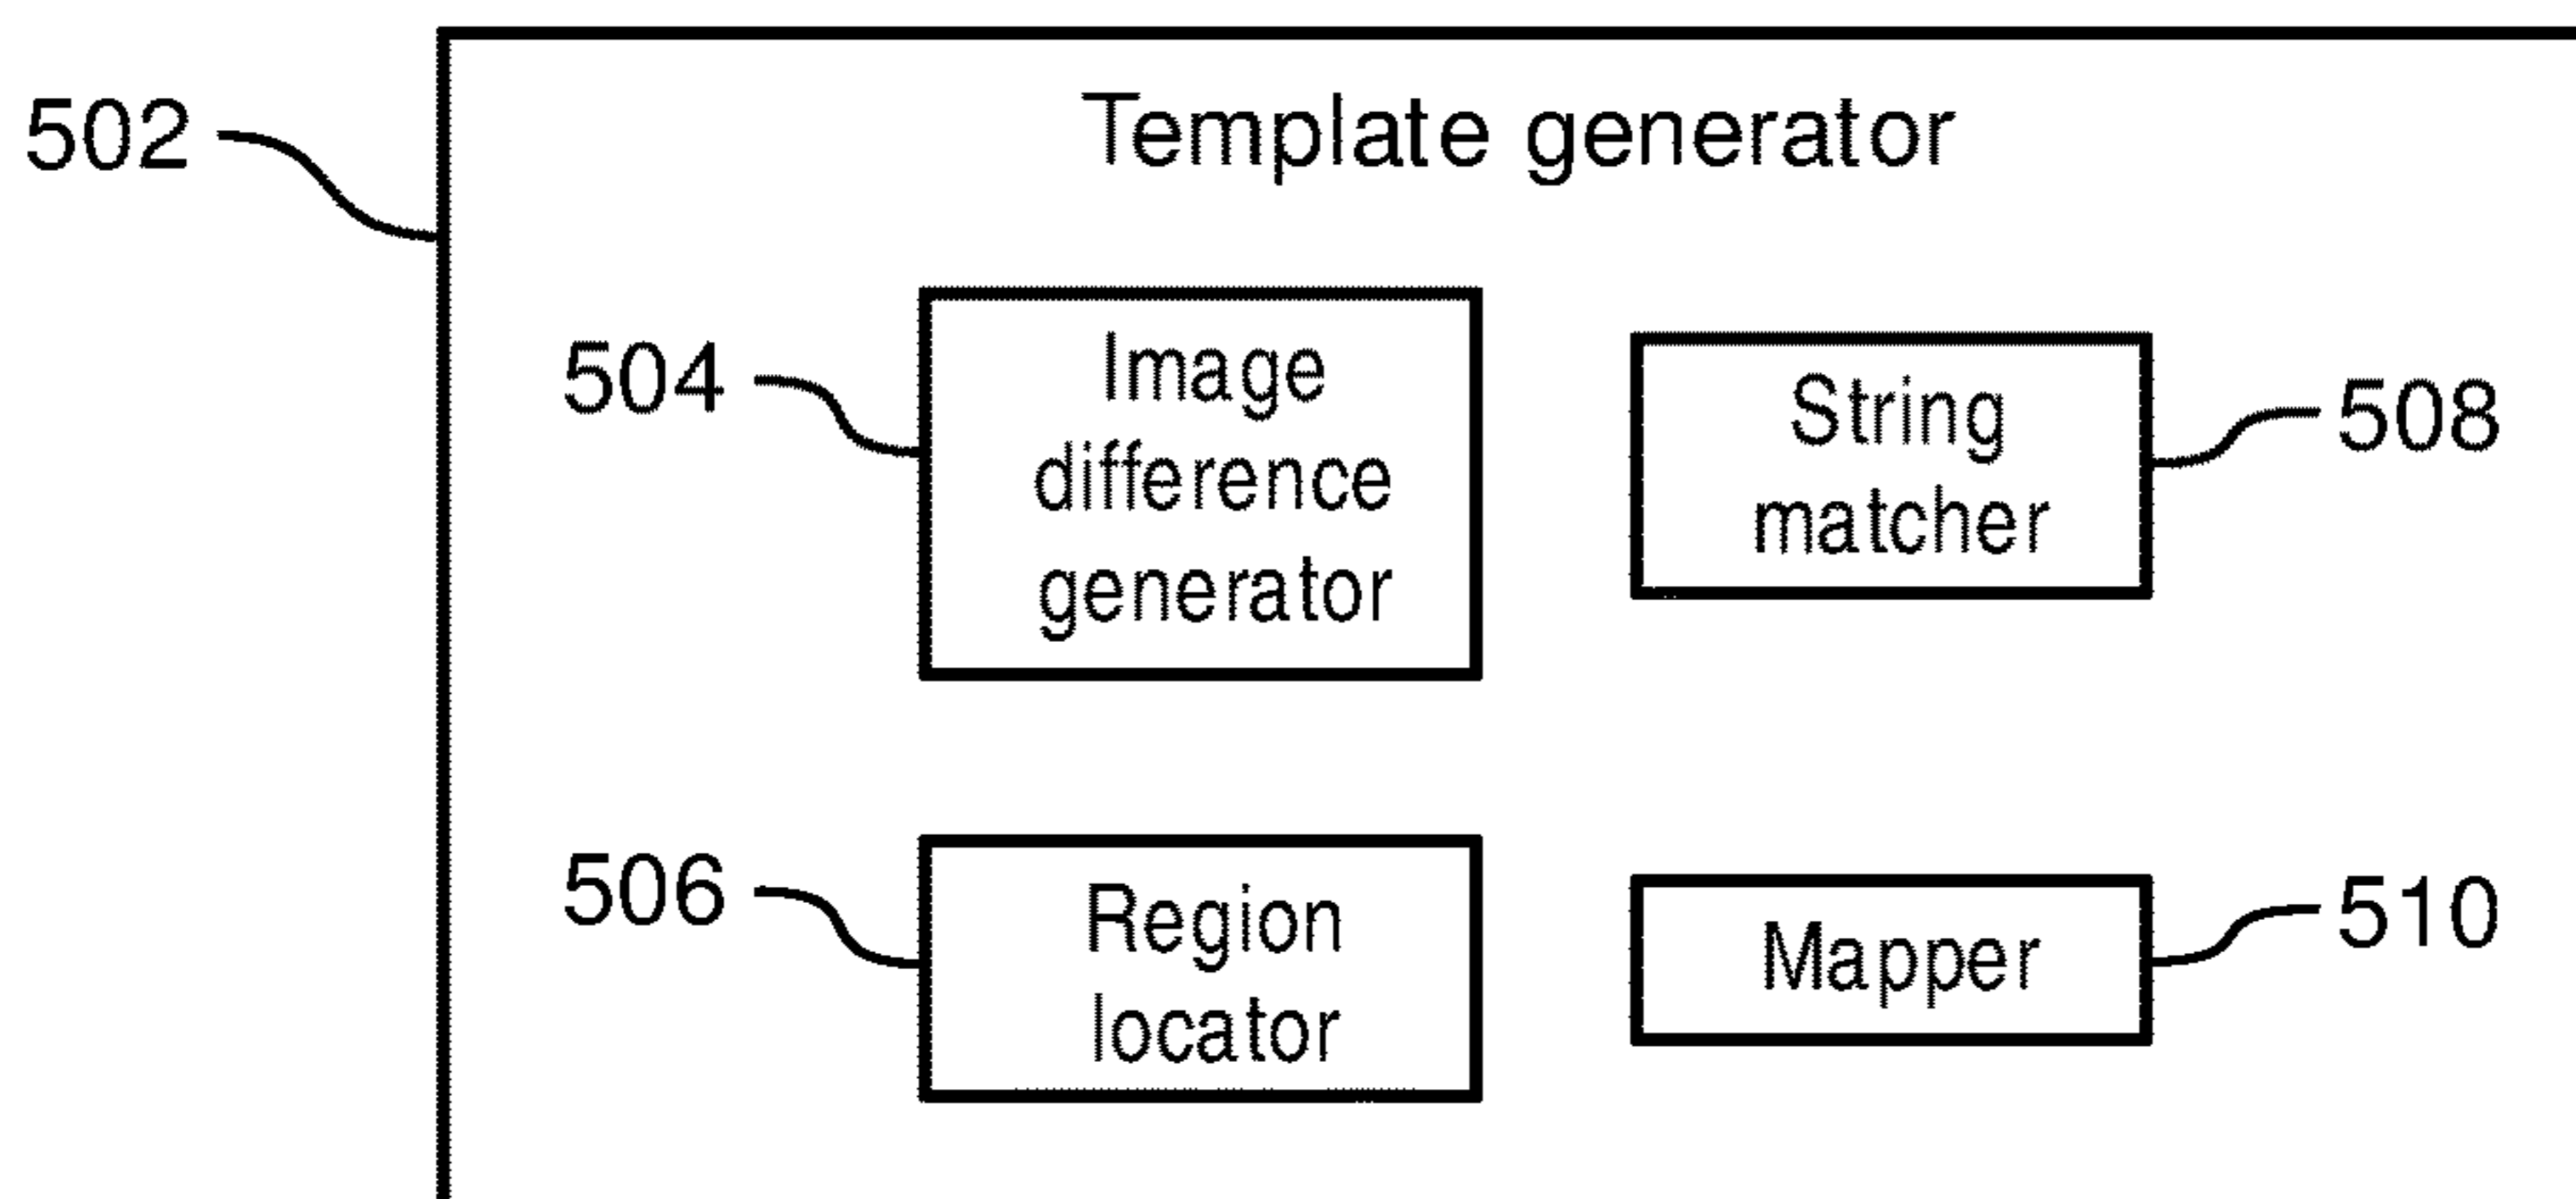 Template generator
502
504
Image
difference
generator
String
matcher
508
506
Region
locator
Mapper
510